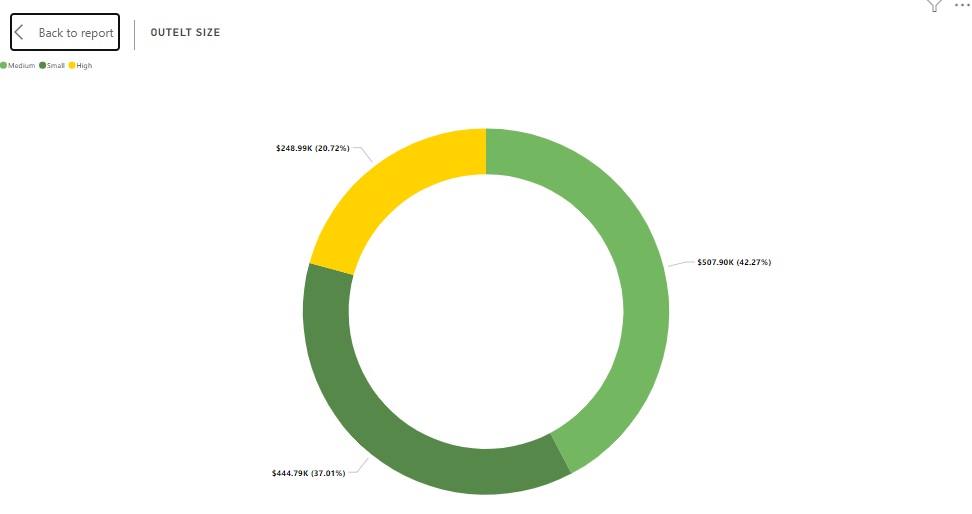 Back to report
OUTELT SIZE
Medium Small High
$248.99K (20.72%)
$507.90K (42.27%)
$444.79K (37.01%)